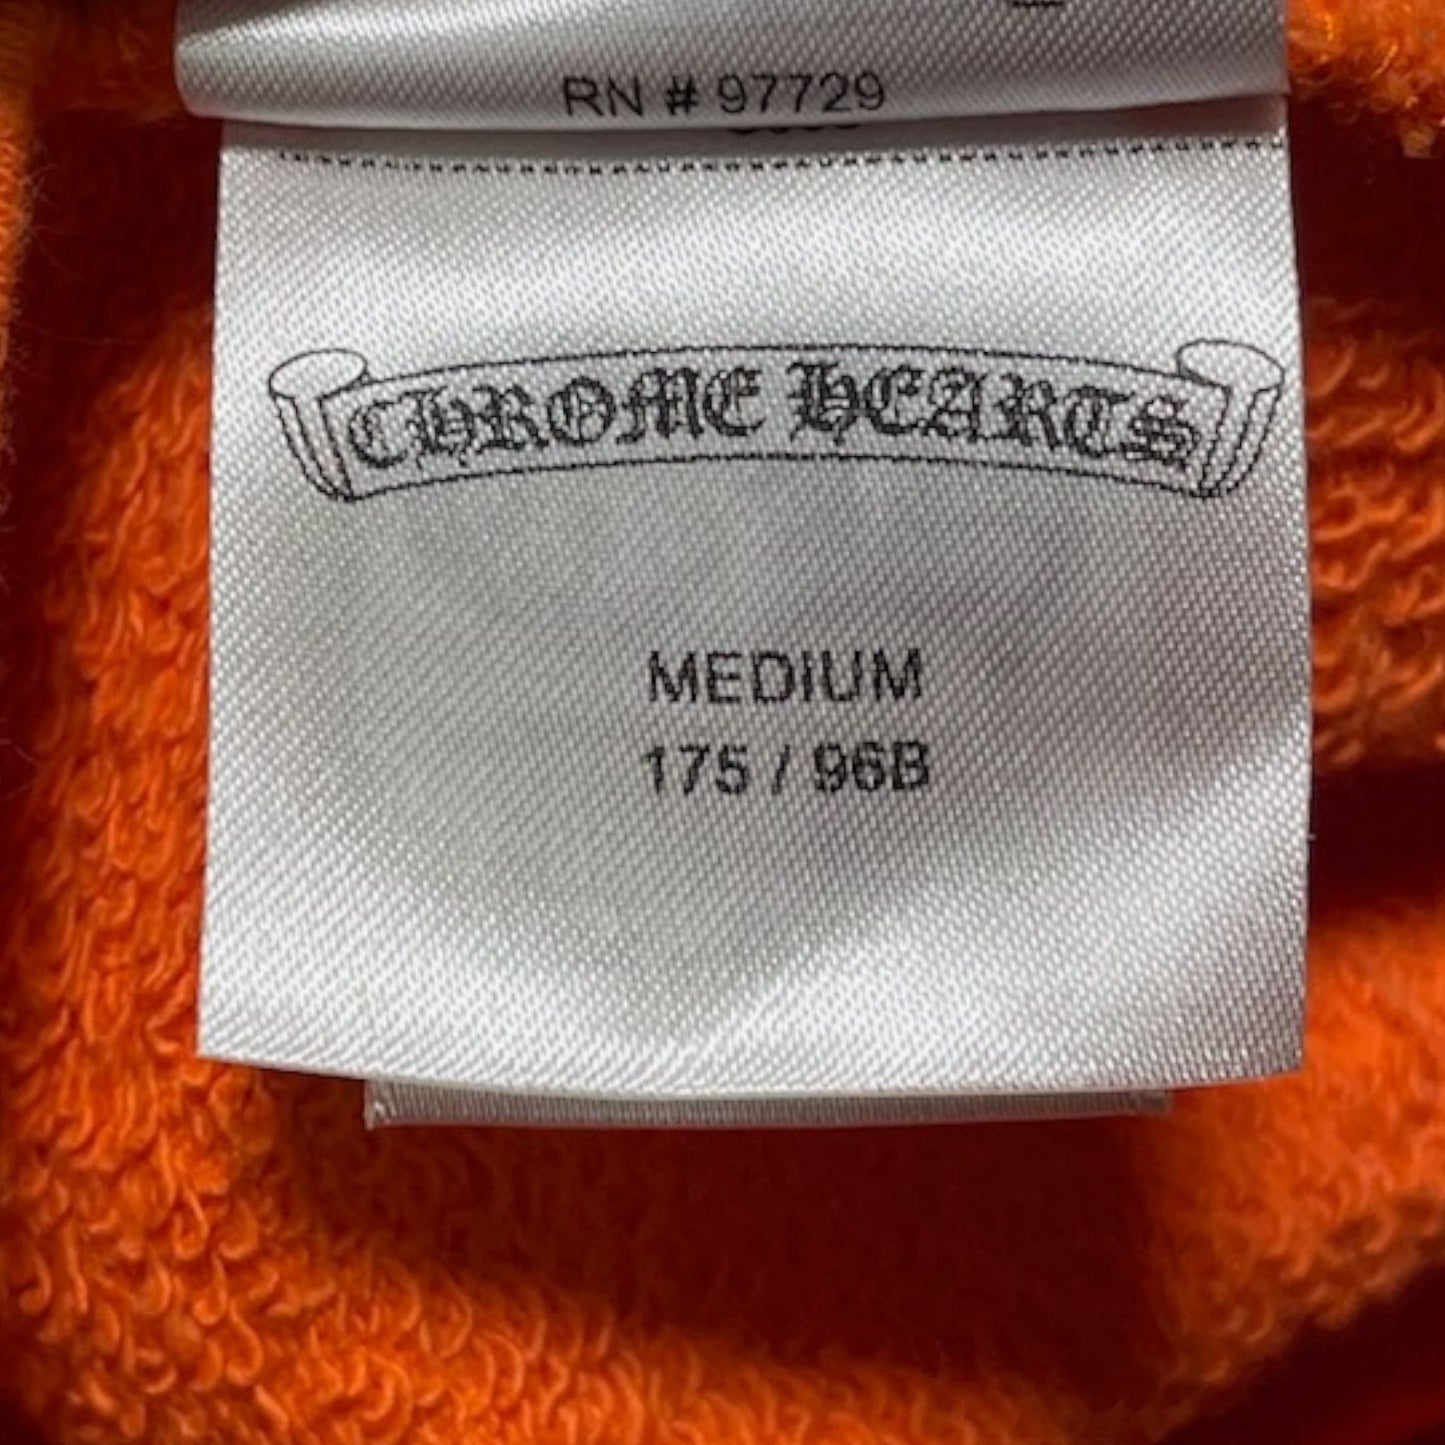 RN # 97729
CHROME HEARTS
MEDIUM
175 / 96B